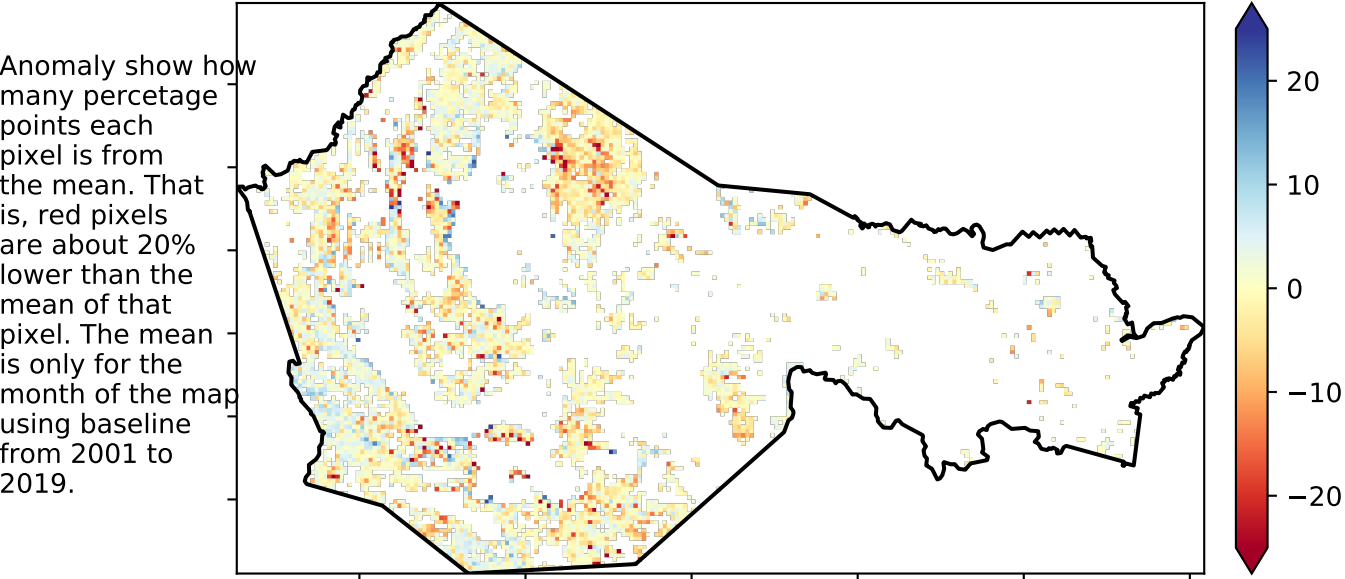 Anomaly show how
many percetage
points each
pixel is from
the mean. That
is, red pixels
are about 20%
lower than the
mean of that
pixel. The mean
is only for the
month of the map
using baseline
from 2001 to
2019.
20
10
0
−10
−20